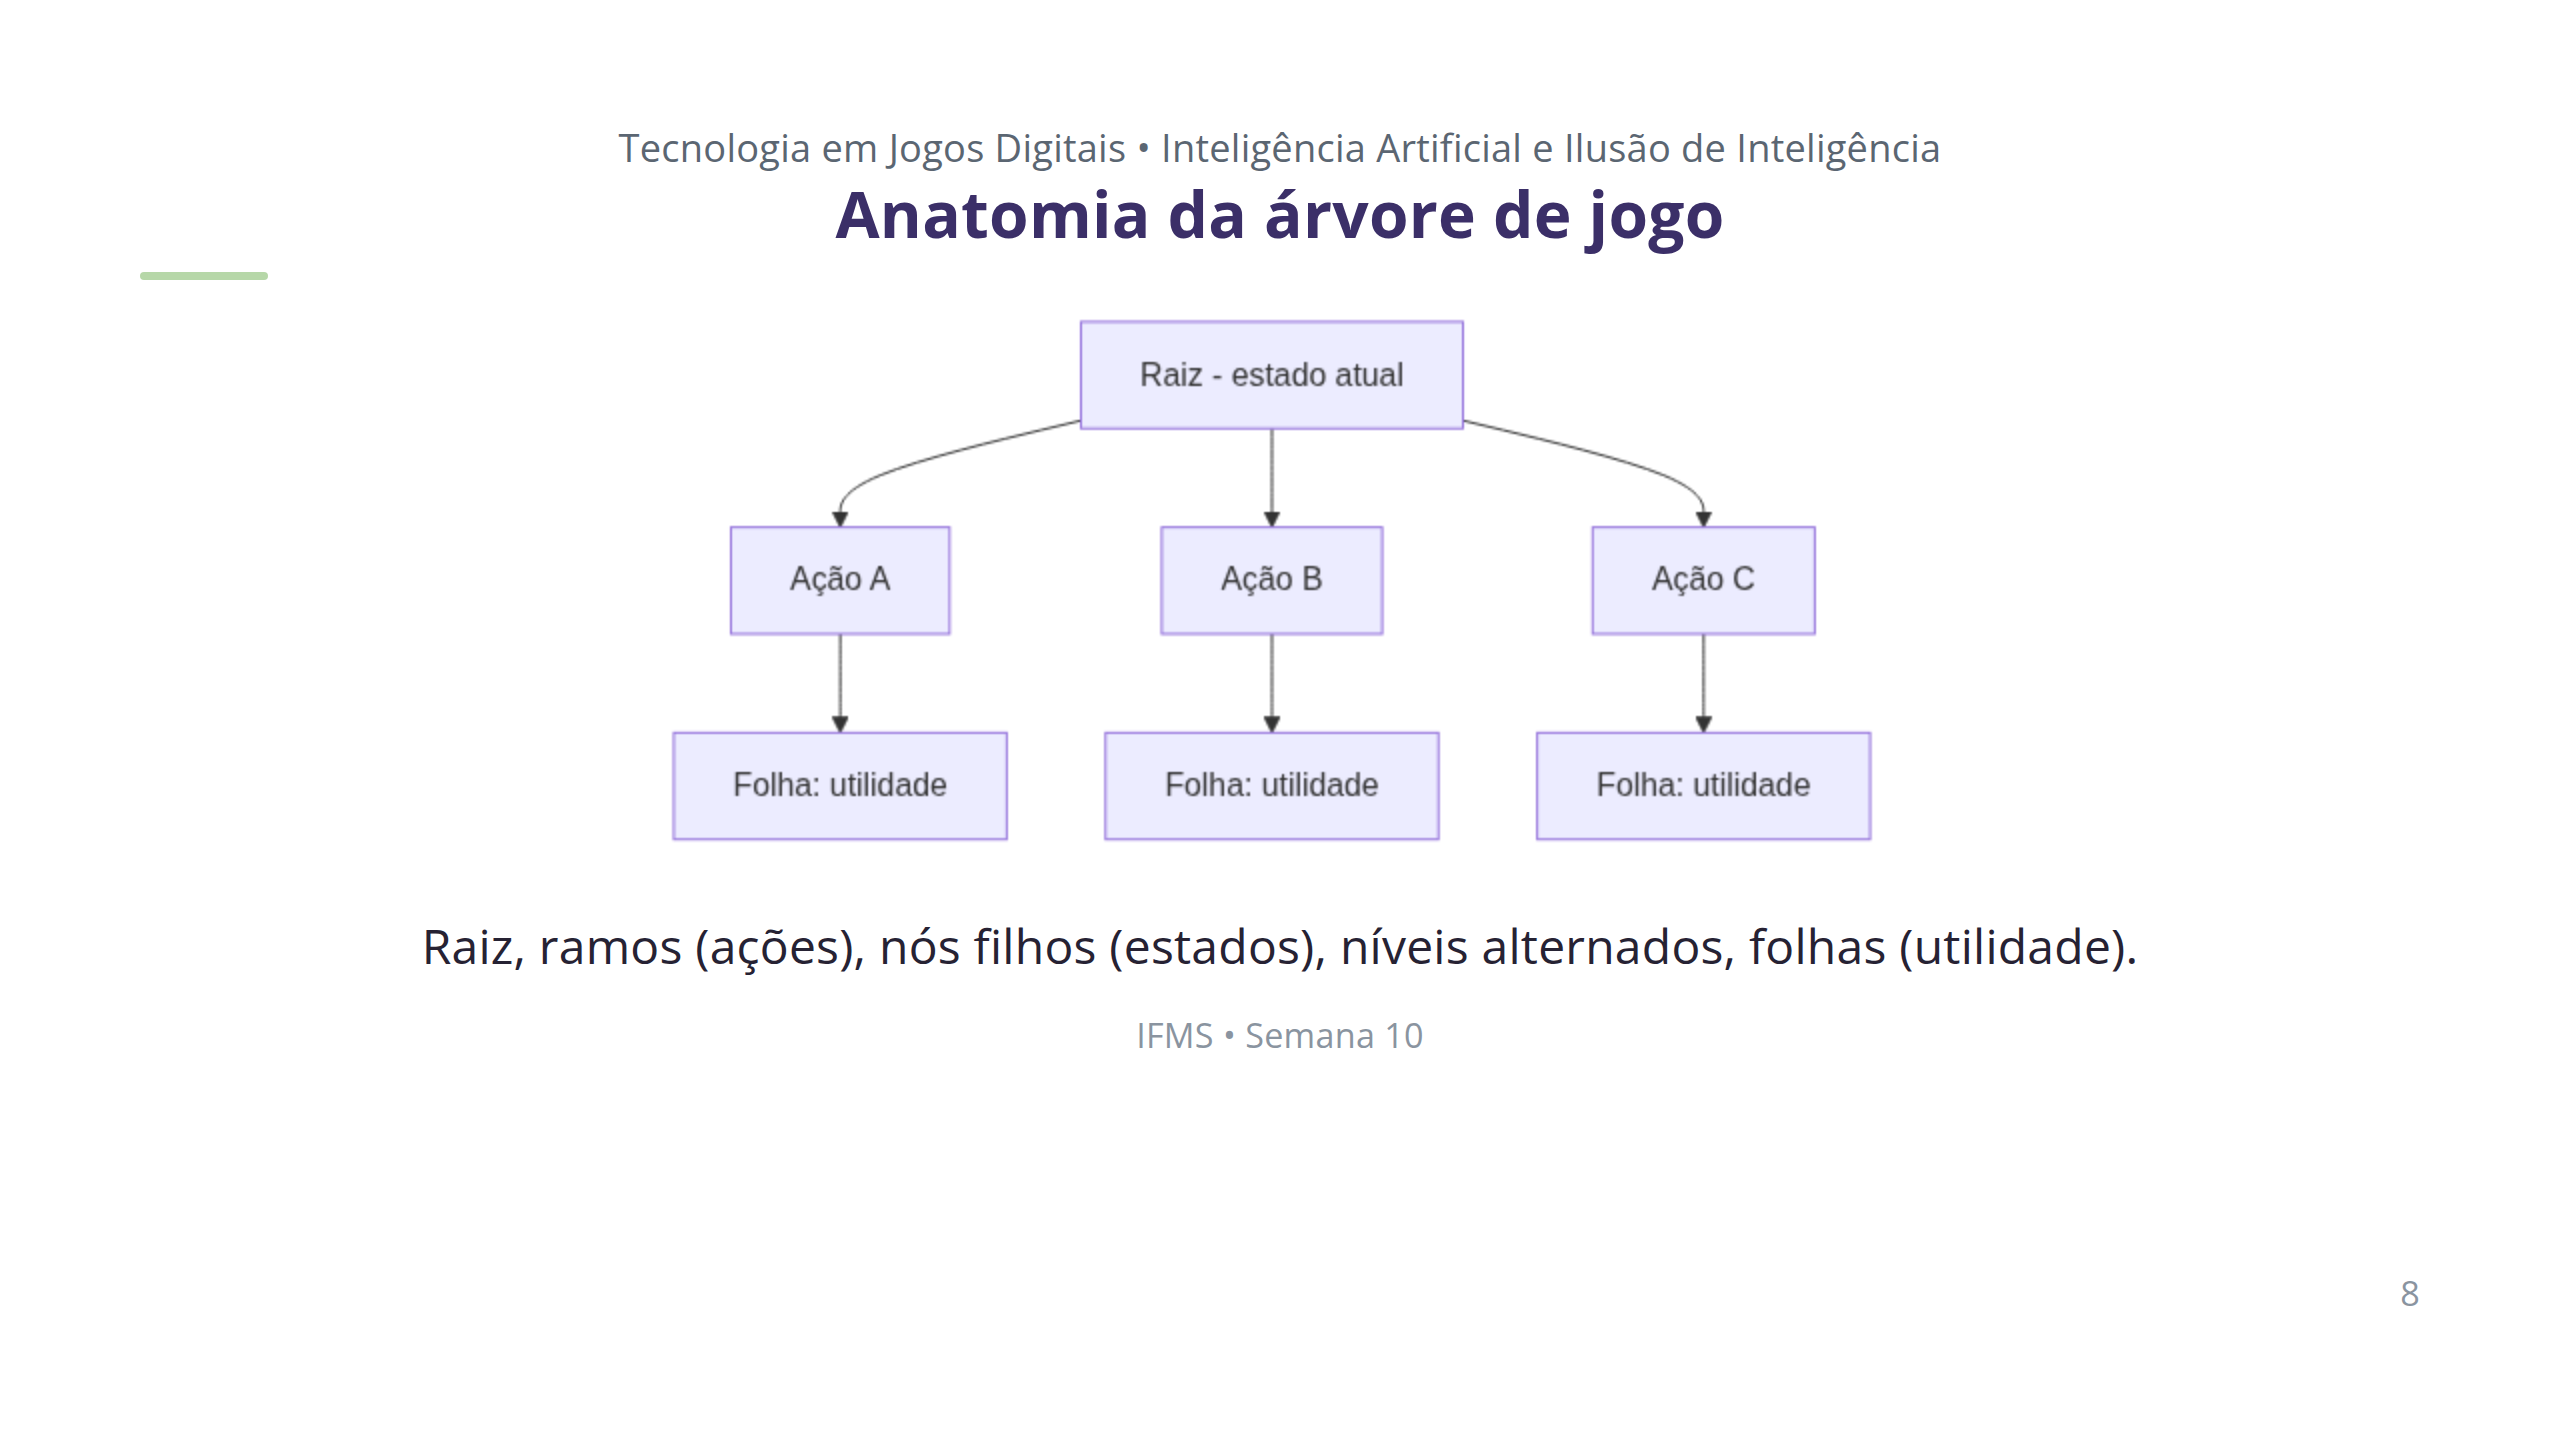 Tecnologia em Jogos Digitais • Inteligência Artificial e Ilusão de Inteligência
Anatomia da árvore de jogo
Raiz - estado atual
Ação A
Ação B
Ação C
Folha: utilidade
Folha: utilidade
Folha: utilidade
Raiz, ramos (ações), nós filhos (estados), níveis alternados, folhas (utilidade).
IFMS • Semana 10
8